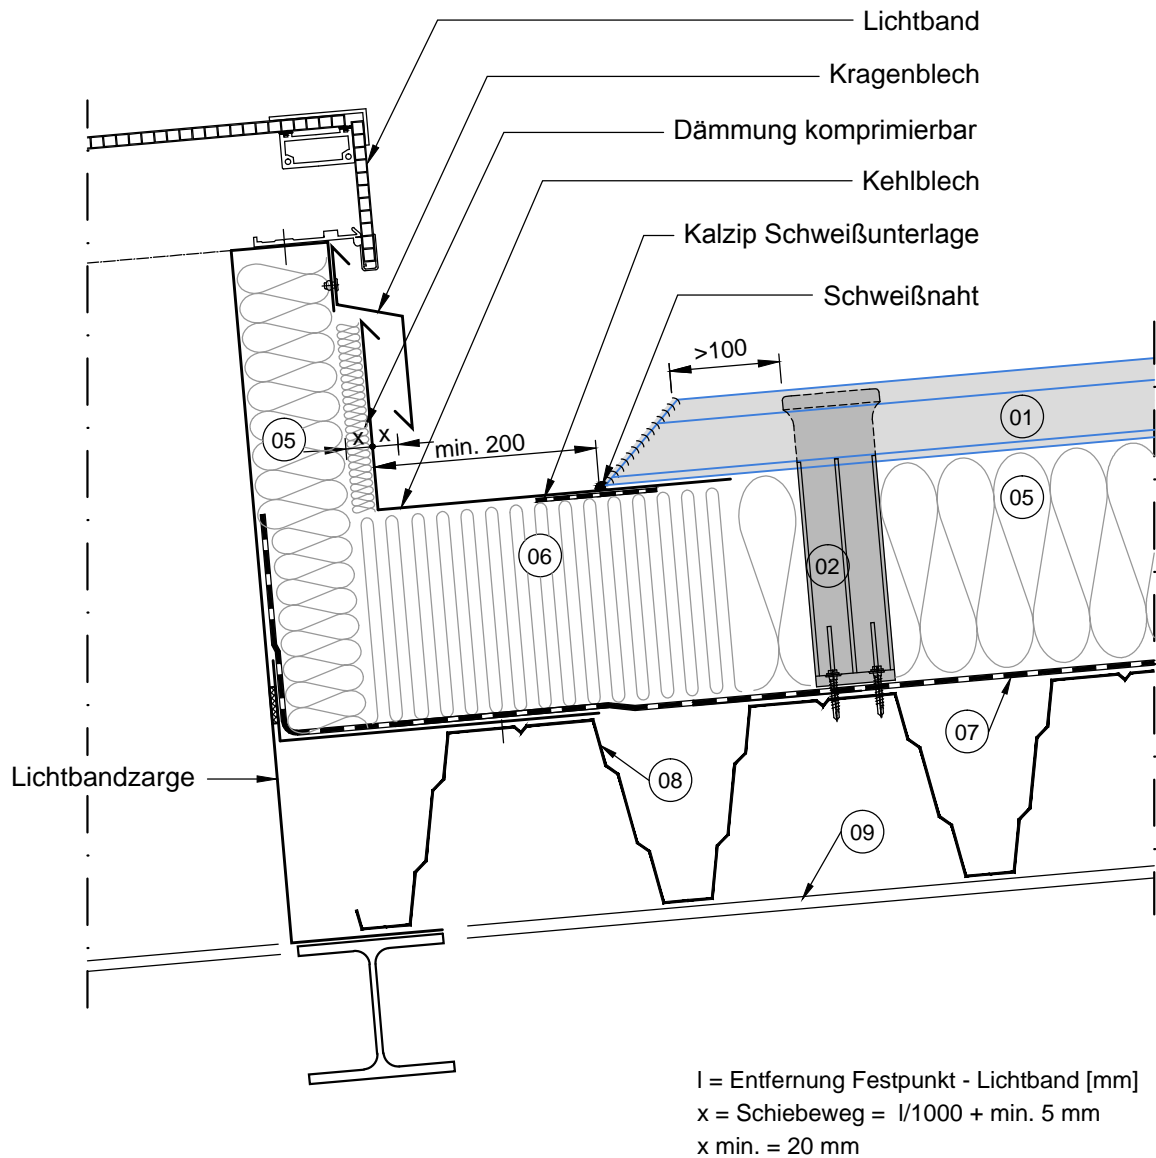 Lichtband
Kragenblech
Dämmung komprimierbar
Kehlblech
Kalzip Schweißunterlage
Schweißnaht
>100
01
05
x x
min. 200
05
06
02
07
Lichtbandzarge
08
09
l = Entfernung Festpunkt - Lichtband [mm]
x = Schiebeweg = l/1000 + min. 5 mm
x min. = 20 mm